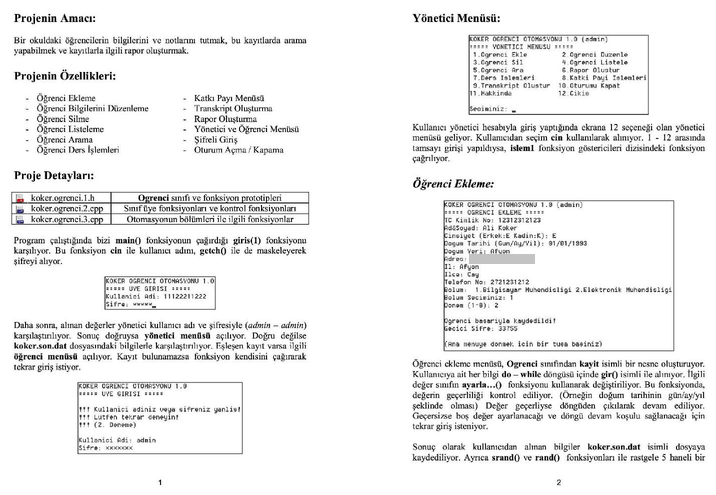 Projenin Amacı:
Bir okuldaki öğrencilerin bilgilerini ve notlarını tutmak, bu kayıtlarda arama
yapabilmek ve kayıtlarla ilgili rapor oluşturmak.
Projenin Özellikleri:
- Öğrenci Ekleme
- Öğrenci Bilgilerini Düzenleme
- Öğrenci Silme
- Öğrenci Listeleme
- Öğrenci Arama
- Öğrenci Ders İşlemleri
- Katkı Payı Menüsü
- Transkript Oluşturma
- Rapor Oluşturma
- Yönetici ve Öğrenci Menüsü
- Şifreli Giriş
- Oturum Açma / Kapama
Proje Detayları:
koker.ogrenci.1.h Ogrenci sınıfı ve fonksiyon prototipleri
koker.ogrenci.2.cpp Sınıf üye fonksiyonları ve kontrol fonksiyonları
koker.ogrenci.3.cpp Otomasyonun bölümleri ile ilgili fonksiyonlar
Program çalıştığında bizi main() fonksiyonun çağırdığı giris(1) fonksiyonu
karşılıyor. Bu fonksiyon cin ile kullanıcı adını, getch() ile de maskeleyerek
şifreyi alıyor.
KOKER OGRENCI OTOMASYONU 1.0
===== UYE GIRISI =====
Kullanici Adi: 11122211222
Sifre: *****_
Daha sonra, alınan değerler yönetici kullanıcı adı ve şifresiyle (admin – admin)
karşılaştırılıyor. Sonuç doğruysa yönetici menüsü açılıyor. Doğru değilse
koker.son.dat dosyasındaki bilgilerle karşılaştırılıyor. Eşleşen kayıt varsa ilgili
öğrenci menüsü açılıyor. Kayıt bulunamazsa fonksiyon kendisini çağırarak
tekrar giriş istiyor.
KOKER OGRENCI OTOMASYONU 1.0
===== UYE GIRISI =====
!!! Kullanici adiniz veya sifreniz yanlis!
!!! Lutfen tekrar deneyin!
!!! (2. Deneme)
Kullanici Adi: admin
Sifre: *******
1
Yönetici Menüsü:
KOKER OGRENCI OTOMASYONU 1.0 (admin)
===== YONETICI MENUSU =====
1.Ogrenci Ekle 2.Ogrenci Duzenle
3.Ogrenci Sil 4.Ogrenci Listele
5.Ogrenci Ara 6.Rapor Olustur
7.Ders Islemleri 8.Katki Payi Islemleri
9.Transkript Olustur 10.Oturumu Kapat
11.Hakkinda 12.Cikis
Seciminiz: _
Kullanıcı yönetici hesabıyla giriş yaptığında ekrana 12 seçeneği olan yönetici
menüsü geliyor. Kullanıcıdan seçim cin kullanılarak alınıyor. 1 - 12 arasında
tamsayı girişi yapıldıysa, islem1 fonksiyon göstericileri dizisindeki fonksiyon
çağrılıyor.
Öğrenci Ekleme:
KOKER OGRENCI OTOMASYONU 1.0 (admin)
===== OGRENCI EKLEME =====
TC Kimlik No: 12312312123
Ad&Soyad: Ali Koker
Cinsiyet (Erkek:E Kadin:K): E
Dogum Tarihi (Gun/Ay/Yil): 01/01/1993
Dogum Yeri: Afyon
Adres:
Il: Afyon
Ilce: Cay
Telefon No: 2721231212
Bolum: 1.Bilgisayar Muhendisligi 2.Elektronik Muhendisligi
Bolum Seciminiz: 1
Donem (1-8): 2
Ogrenci basariyla kaydedildi!
Gecici Sifre: 33755
(Ana menuye donmek icin bir tusa basiniz)
Öğrenci ekleme menüsü, Ogrenci sınıfından kayit isimli bir nesne oluşturuyor.
Kullanıcıya ait her bilgi do – while döngüsü içinde gir() isimli ile alınıyor. İlgili
değer sınıfın ayarla…() fonksiyonu kullanarak değiştiriliyor. Bu fonksiyonda,
değerin geçerliliği kontrol ediliyor. (Örneğin doğum tarihinin gün/ay/yıl
şeklinde olması) Değer geçerliyse döngüden çıkılarak devam ediliyor.
Geçersizse boş değer ayarlanacağı ve döngü devam koşulu sağlanacağı için
tekrar giriş isteniyor.
Sonuç olarak kullanıcıdan alınan bilgiler koker.son.dat isimli dosyaya
kaydediliyor. Ayrıca srand() ve rand() fonksiyonları ile rastgele 5 haneli bir
2